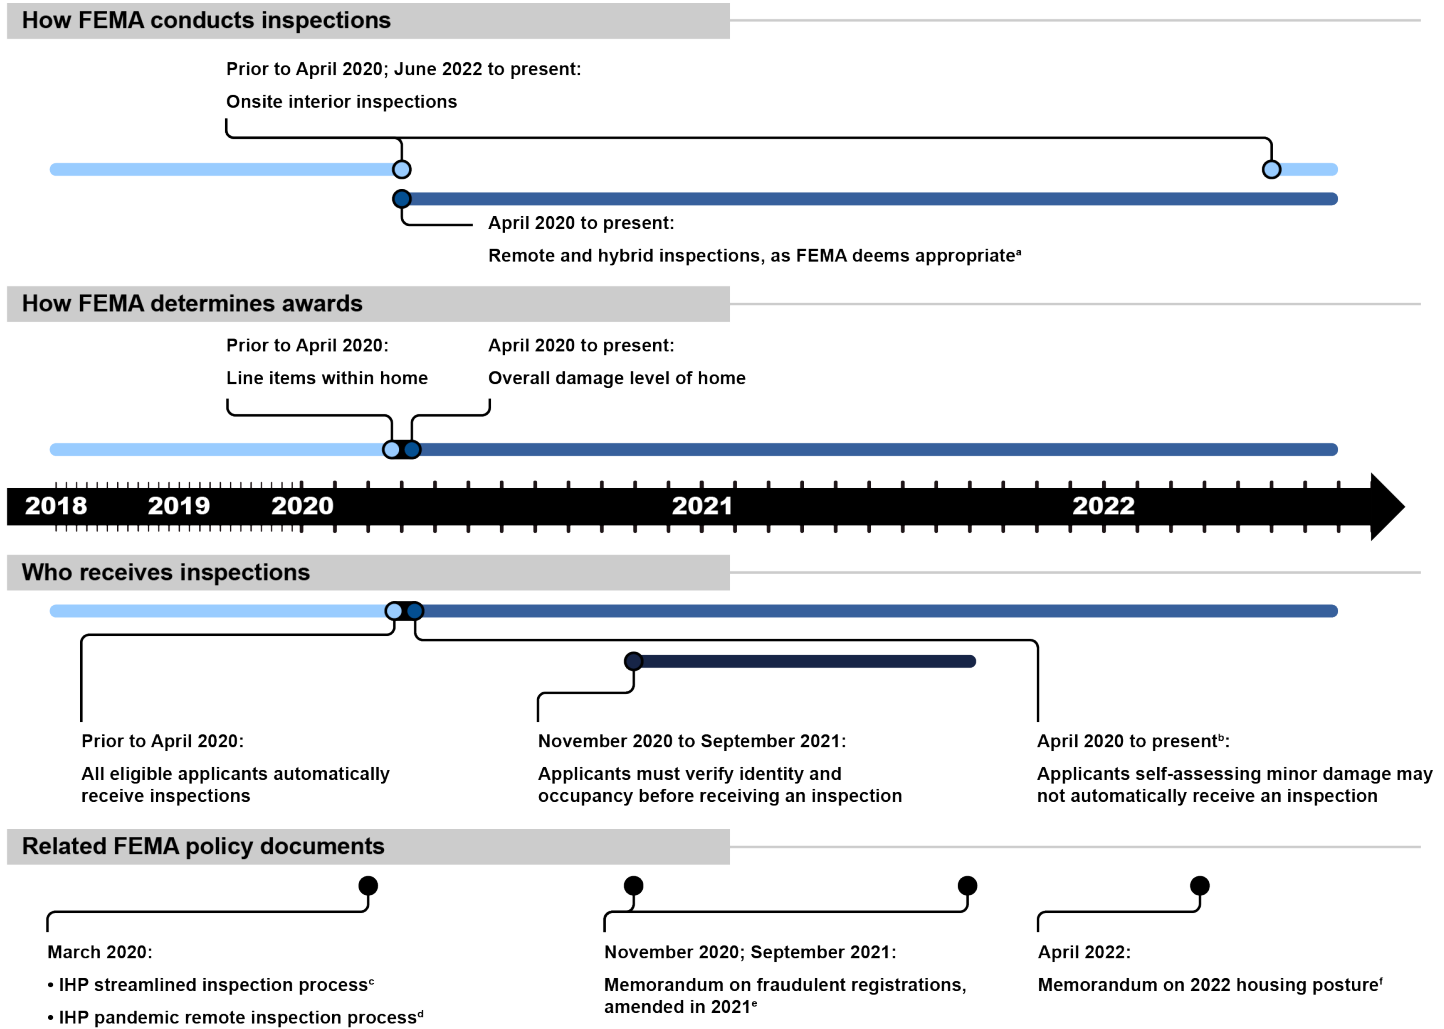 How FEMA conducts inspections
Prior to April 2020; June 2022 to present:
Onsite interior inspections
April 2020 to present:
Remote and hybrid inspections, as FEMA deems appropriateᵃ
How FEMA determines awards
Prior to April 2020:
Line items within home
April 2020 to present:
Overall damage level of home
2018 2019 2020 2021 2022
Who receives inspections
Prior to April 2020:
All eligible applicants automatically
receive inspections
November 2020 to September 2021:
Applicants must verify identity and
occupancy before receiving an inspection
April 2020 to presentᵇ:
Applicants self-assessing minor damage may
not automatically receive an inspection
Related FEMA policy documents
March 2020:
• IHP streamlined inspection processᶜ
• IHP pandemic remote inspection processᵈ
November 2020; September 2021:
Memorandum on fraudulent registrations,
amended in 2021ᵉ
April 2022:
Memorandum on 2022 housing postureᶠ